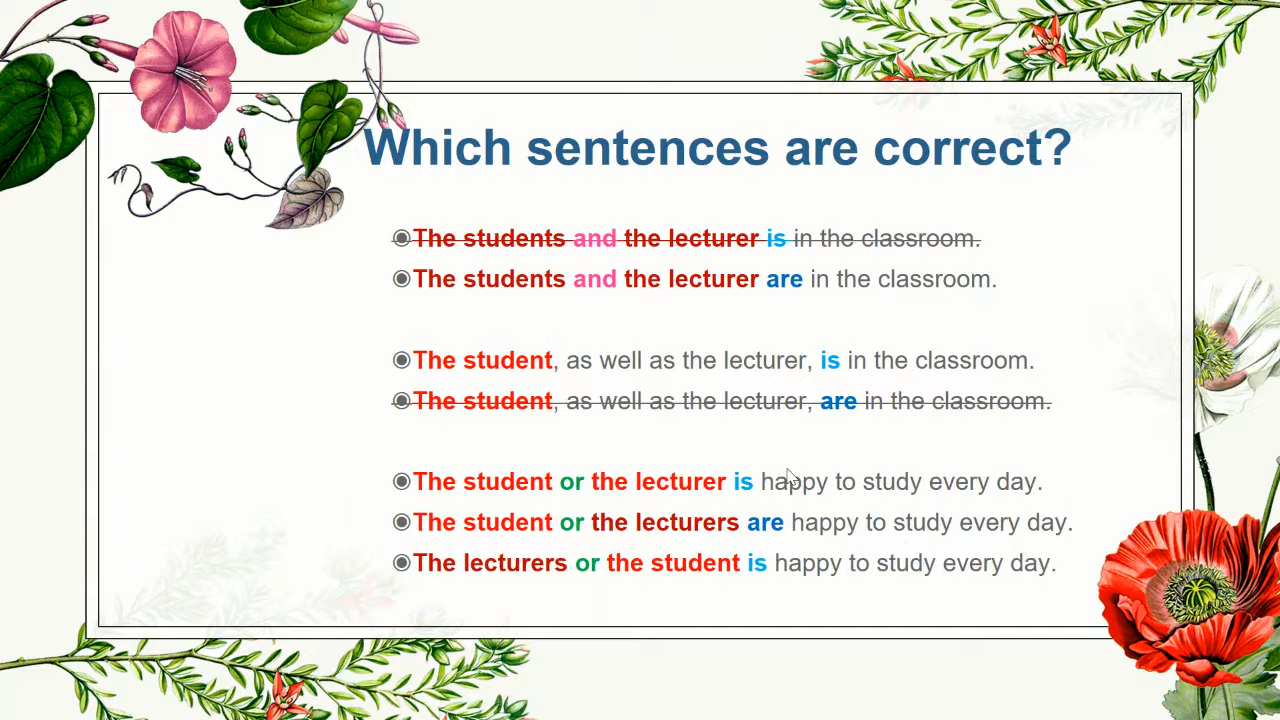 Which sentences are correct?
◉The students and the lecturer is in the classroom.
◉The students and the lecturer are in the classroom.
◉The student, as well as the lecturer, is in the classroom.
◉The student, as well as the lecturer, are in the classroom.
◉The student or the lecturer is happy to study every day.
◉The student or the lecturers are happy to study every day.
◉The lecturers or the student is happy to study every day.